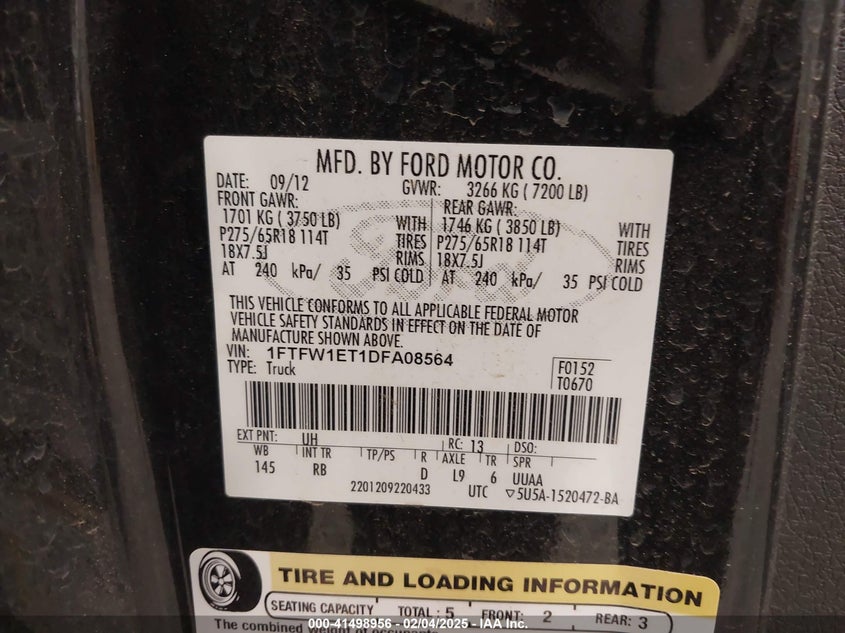 MFD. BY FORD MOTOR CO.
DATE: 09/12 GVWR: 3266 KG ( 7200 LB)
FRONT GAWR: REAR GAWR:
1701 KG ( 3750 LB) WITH 1746 KG ( 3850 LB) WITH
P275/65R18 114T TIRES P275/65R18 114T TIRES
18X7.5J RIMS 18X7.5J RIMS
AT 240 kPa/ 35 PSI COLD AT 240 kPa/ 35 PSI COLD
THIS VEHICLE CONFORMS TO ALL APPLICABLE FEDERAL MOTOR
VEHICLE SAFETY STANDARDS IN EFFECT ON THE DATE OF
MANUFACTURE SHOWN ABOVE.
VIN: 1FTFW1ET1DFA08564 F0152
TYPE: Truck T0670
EXT PNT: UH RC: 13 DSO:
WB INT TR TP/PS R AXLE TR SPR
145 RB D L9 6 UUAA
2201209220433 UTC ▽5U5A-1520472-BA
TIRE AND LOADING INFORMATION
SEATING CAPACITY TOTAL: 5 FRONT: 2 REAR: 3
The combined weight of occupants
000-41498956 - 02/04/2025 - IAA Inc.